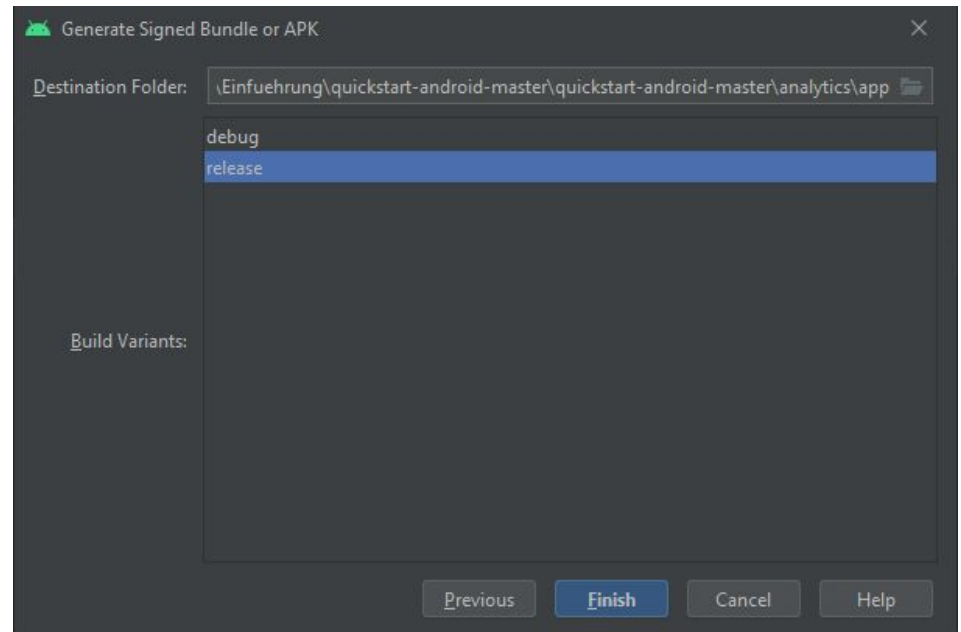 Generate Signed Bundle or APK
Destination Folder: \Einfuehrung\quickstart-android-master\quickstart-android-master\analytics\app
debug
release
Build Variants:
Previous Finish Cancel Help